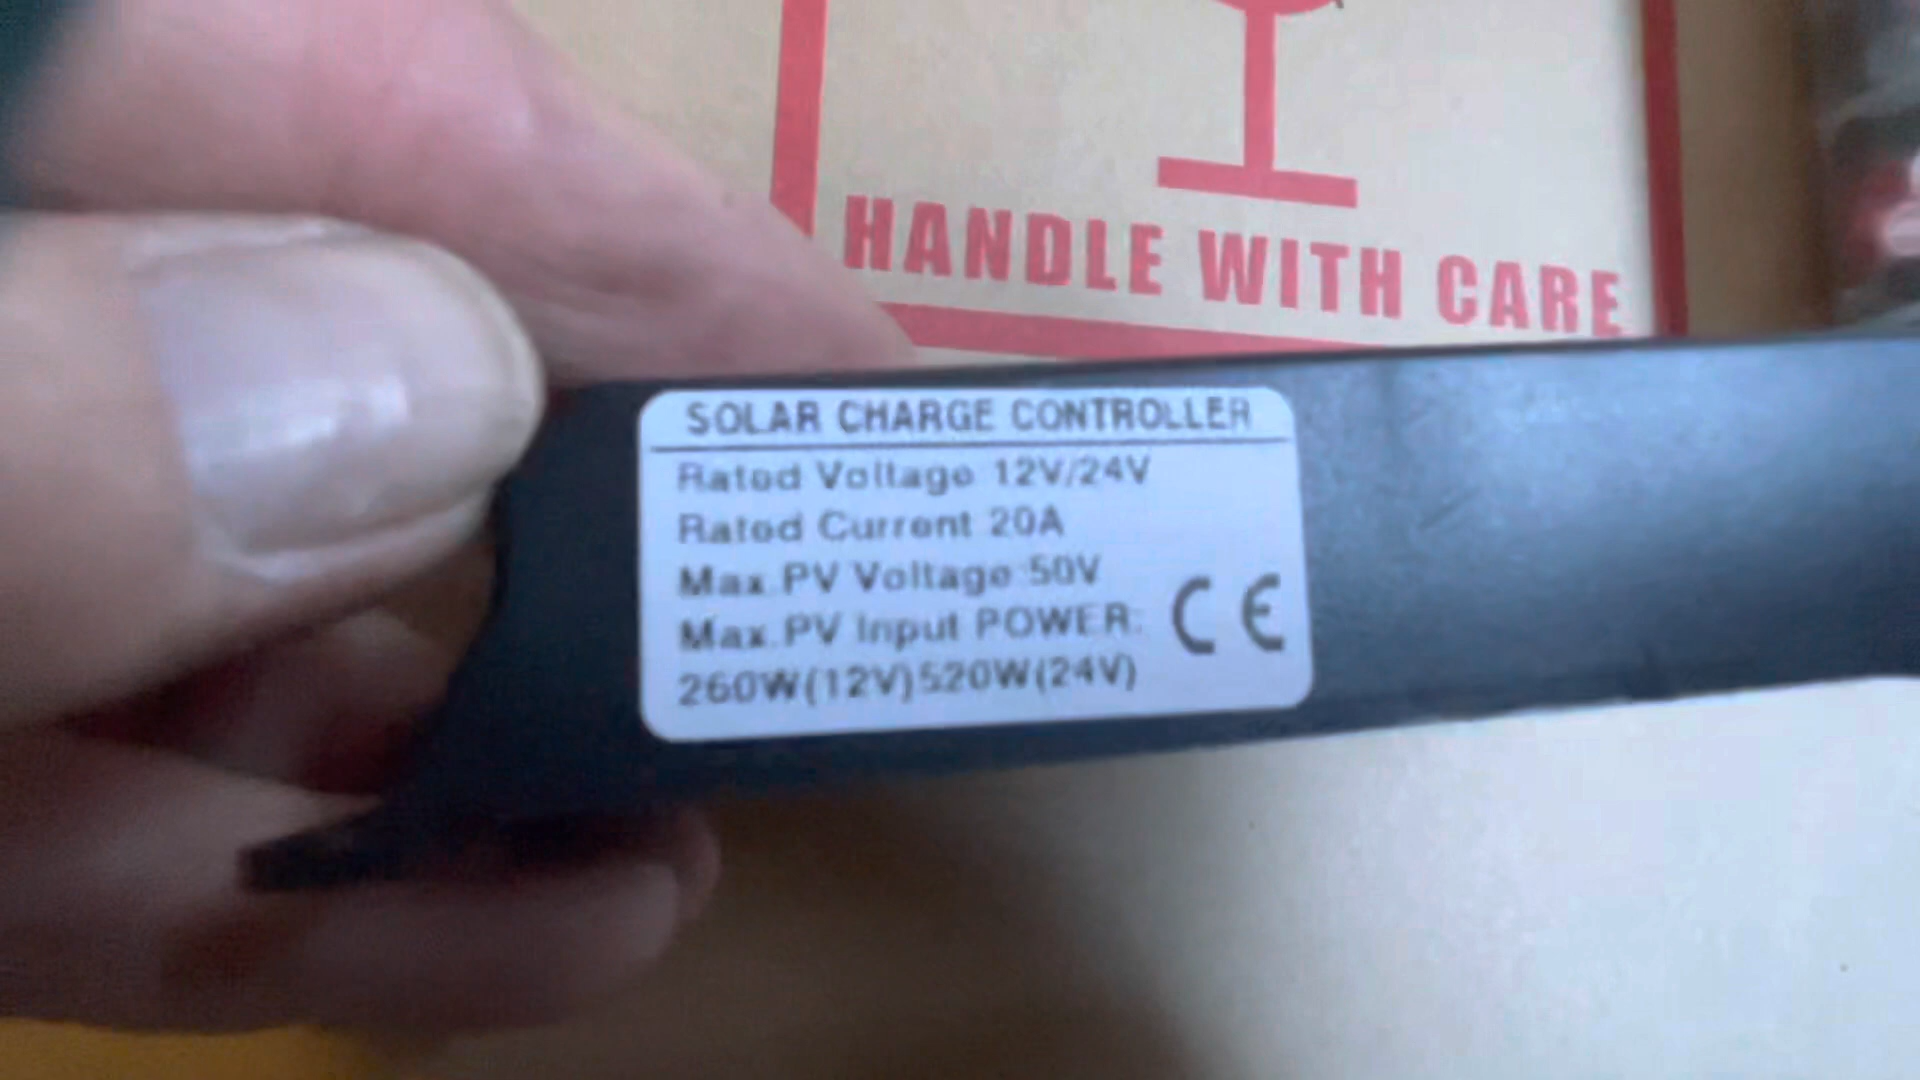 HANDLE WITH CARE
SOLAR CHARGE CONTROLLER
Rated Voltage 12V/24V
Rated Current 20A
Max.PV Voltage:50V
Max.PV Input POWER:
260W(12V)520W(24V)
CE